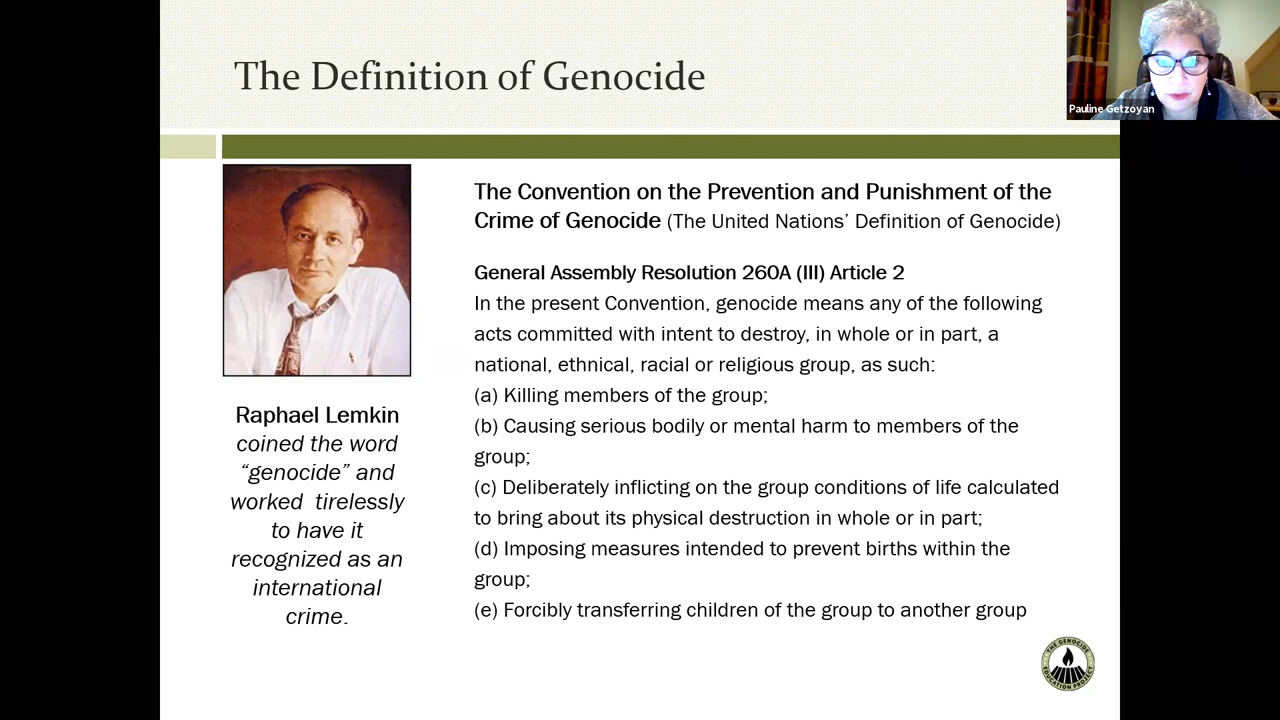 The Definition of Genocide
Pauline Getzoyan
The Convention on the Prevention and Punishment of the
Crime of Genocide (The United Nations’ Definition of Genocide)
General Assembly Resolution 260A (III) Article 2
In the present Convention, genocide means any of the following
acts committed with intent to destroy, in whole or in part, a
national, ethnical, racial or religious group, as such:
(a) Killing members of the group;
(b) Causing serious bodily or mental harm to members of the
group;
(c) Deliberately inflicting on the group conditions of life calculated
to bring about its physical destruction in whole or in part;
(d) Imposing measures intended to prevent births within the
group;
(e) Forcibly transferring children of the group to another group
Raphael Lemkin
coined the word
“genocide” and
worked tirelessly
to have it
recognized as an
international
crime.
THE GENOCIDE
EDUCATION PROJECT